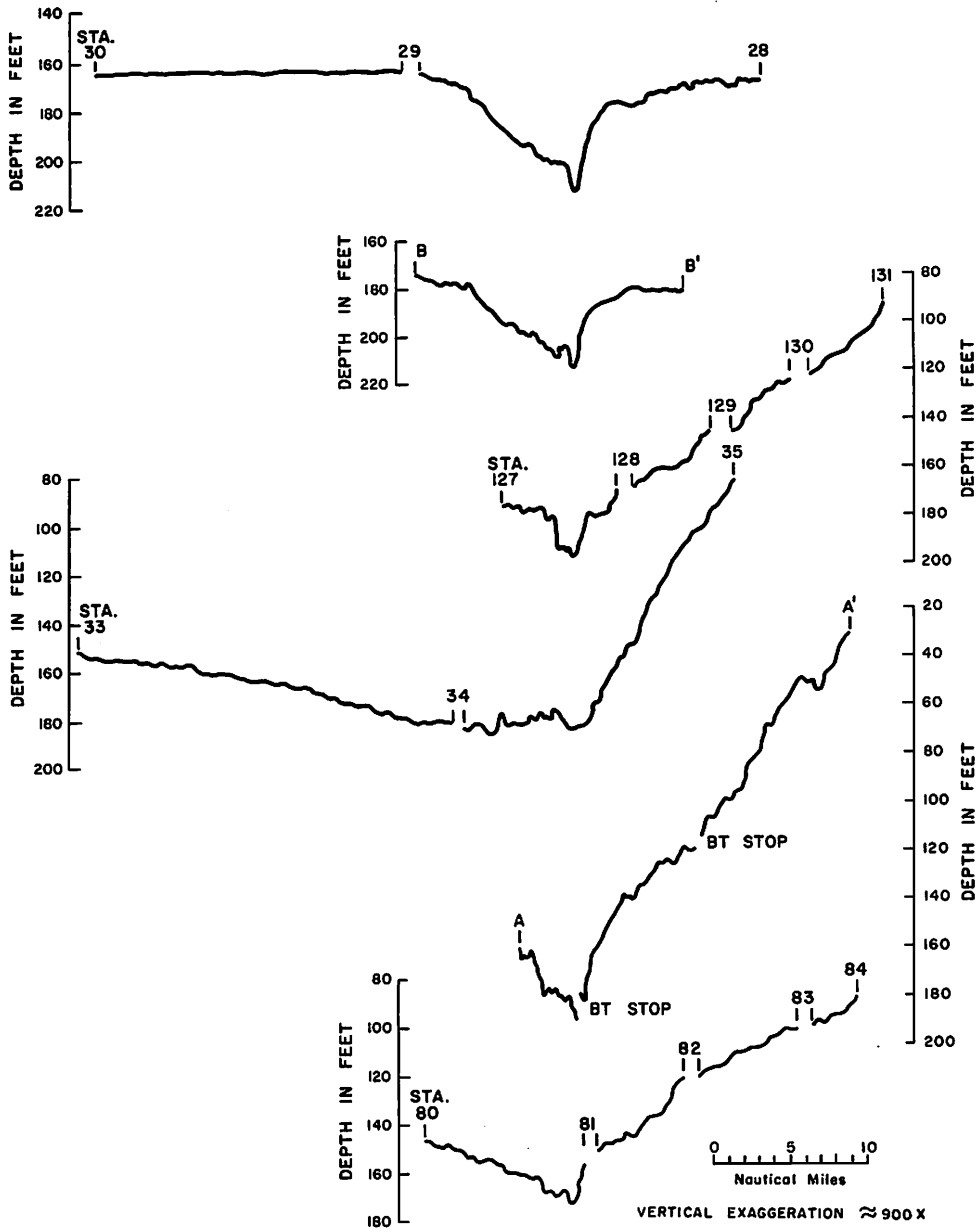 140
160
180
200
220
DEPTH IN FEET
STA.
30
29
28
160
180
200
220
DEPTH IN FEET
B
B'
80
100
120
140
160
180
200
DEPTH IN FEET
STA.
127
128
129
130
131
80
100
120
140
160
180
200
DEPTH IN FEET
STA.
33
34
35
20
40
60
80
100
120
140
160
180
200
DEPTH IN FEET
A
A'
BT STOP
BT STOP
80
100
120
140
160
180
DEPTH IN FEET
STA.
80
81
82
83
84
0 5 10
Nautical Miles
VERTICAL EXAGGERATION ≈ 900 X